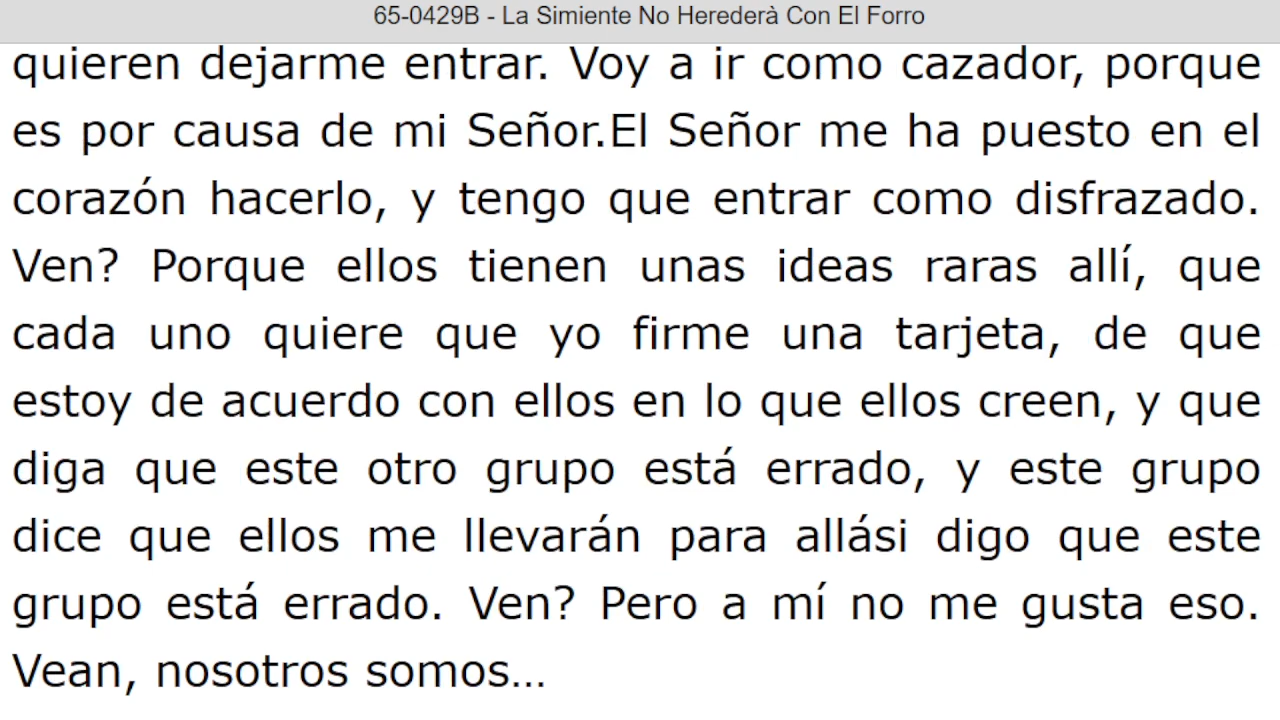 65-0429B - La Simiente No Herederà Con El Forro
quieren dejarme entrar. Voy a ir como cazador, porque
es por causa de mi Señor.El Señor me ha puesto en el
corazón hacerlo, y tengo que entrar como disfrazado.
Ven? Porque ellos tienen unas ideas raras allí, que
cada uno quiere que yo firme una tarjeta, de que
estoy de acuerdo con ellos en lo que ellos creen, y que
diga que este otro grupo está errado, y este grupo
dice que ellos me llevarán para allási digo que este
grupo está errado. Ven? Pero a mí no me gusta eso.
Vean, nosotros somos...